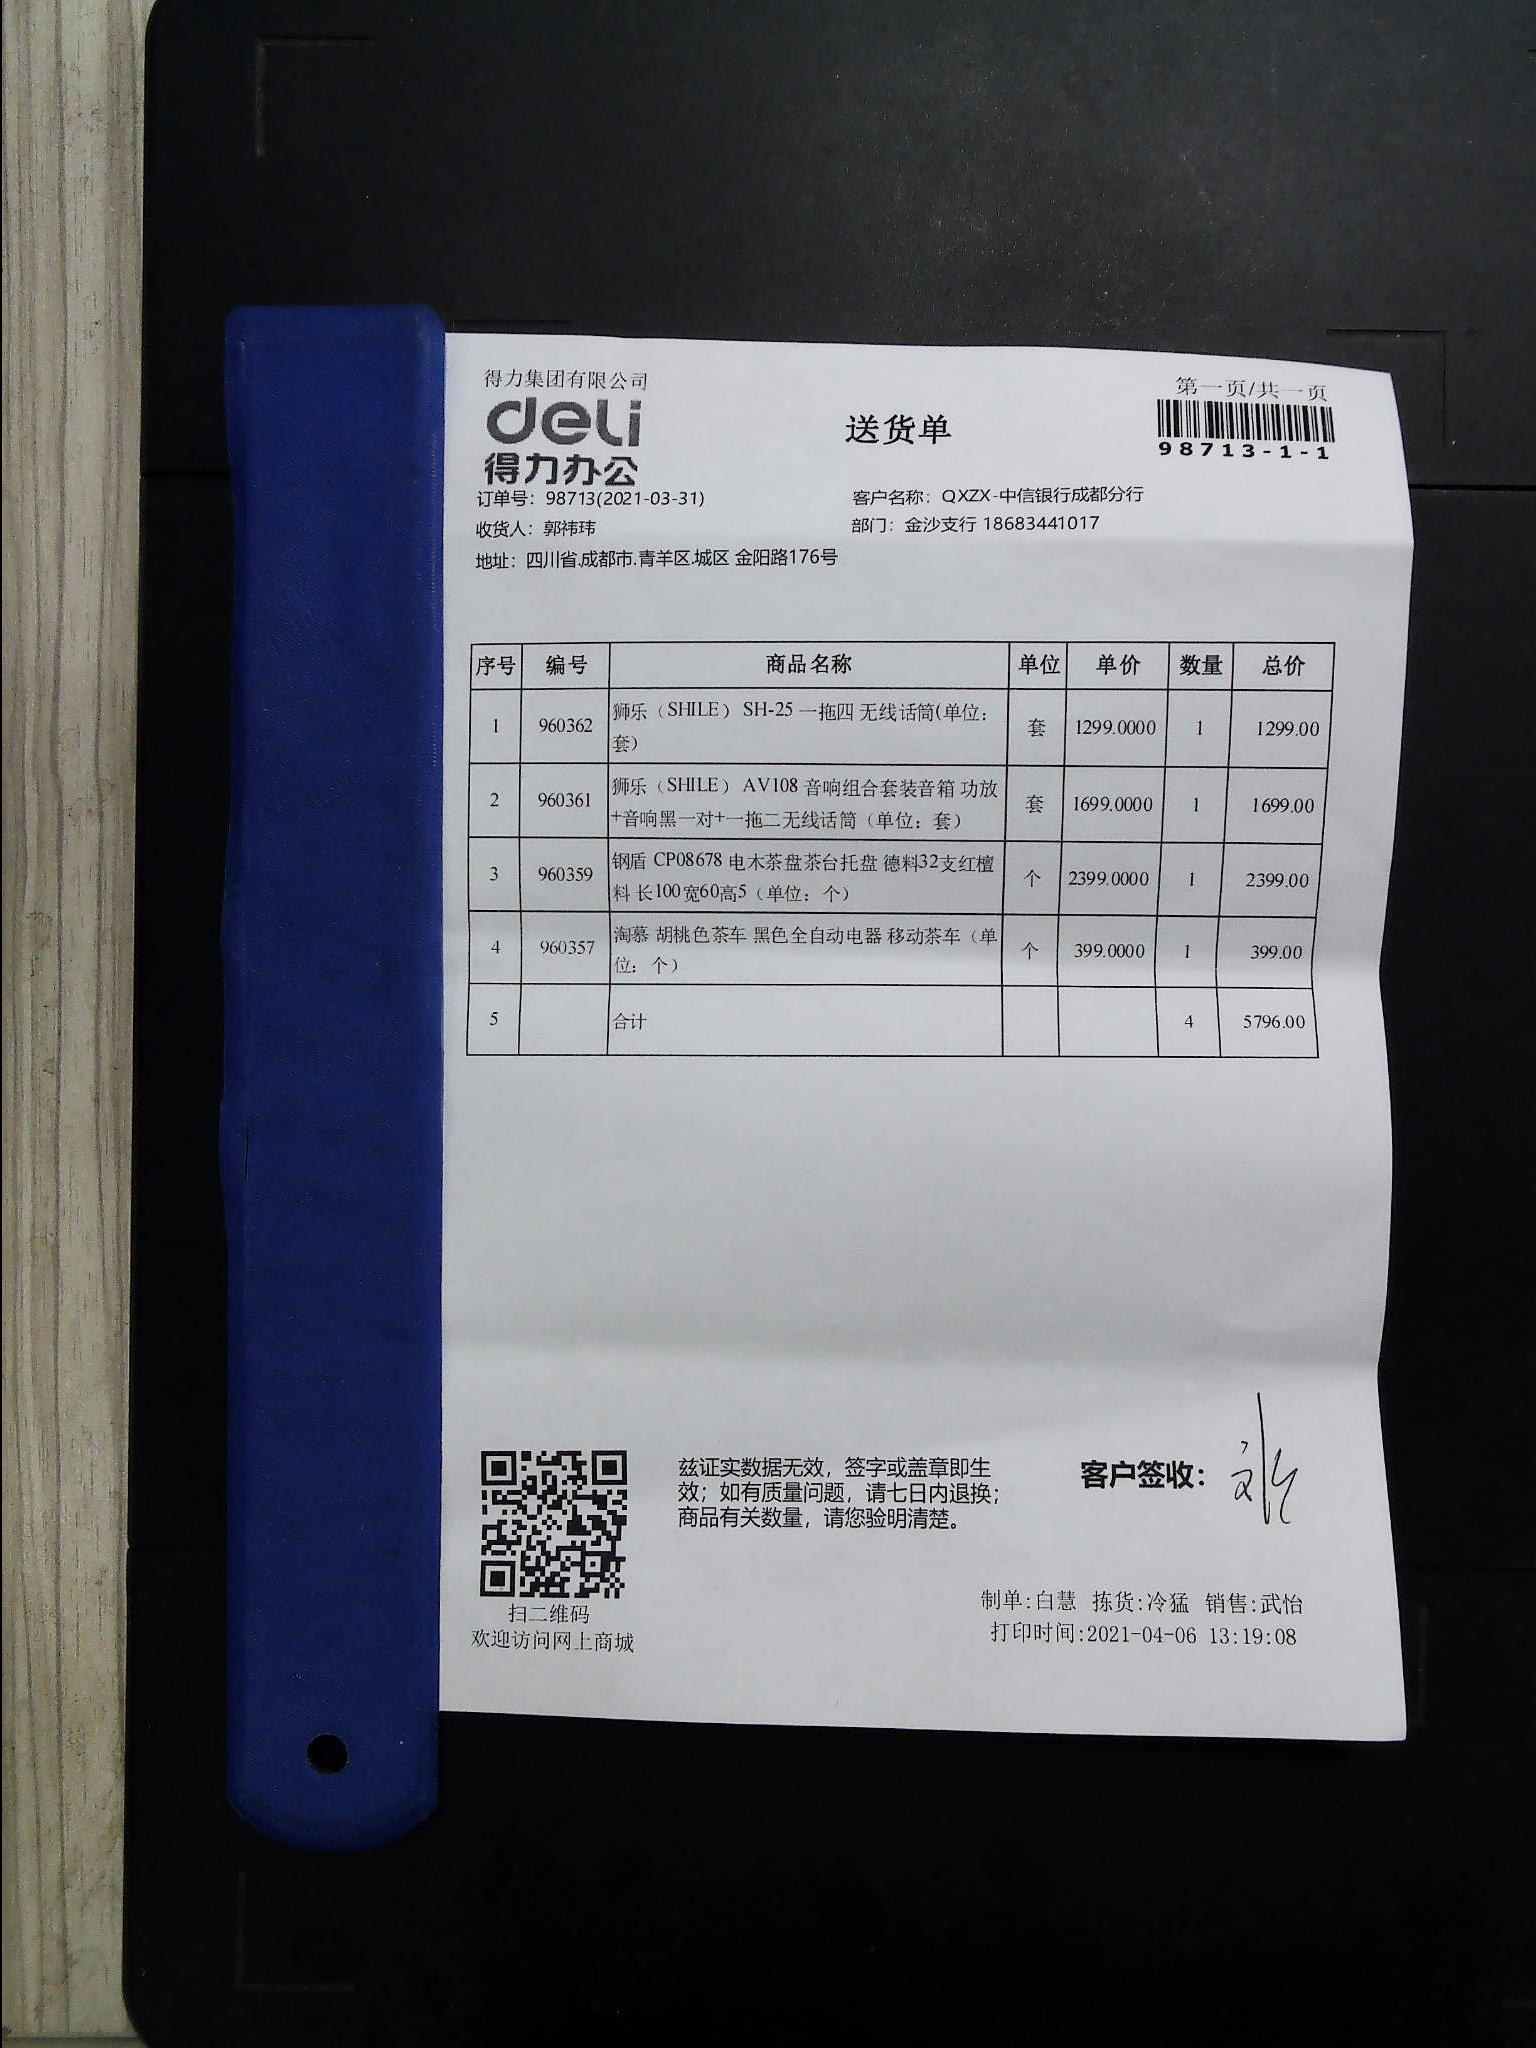 得力集团有限公司
第一页/共一页
deli
得力办公
送货单
98713-1-1
订单号：98713(2021-03-31)
客户名称：QXZX-中信银行成都分行
收货人：郭祎玮
部门：金沙支行 18683441017
地址：四川省.成都市.青羊区.城区 金阳路176号
序号 编号 商品名称 单位 单价 数量 总价
1 960362 狮乐（SHILE） SH-25 一拖四 无线话筒(单位： 套 1299.0000 1 1299.00
套）
2 960361 狮乐（SHILE） AV108 音响组合套装音箱 功放 套 1699.0000 1 1699.00
+音响黑一对+一拖二无线话筒（单位：套）
3 960359 钢盾 CP08678 电木茶盘茶台托盘 德料32支红檀 个 2399.0000 1 2399.00
料 长100宽60高5（单位：个）
4 960357 淘慕 胡桃色茶车 黑色全自动电器 移动茶车（单 个 399.0000 1 399.00
位：个）
5 合计 4 5796.00
兹证实数据无效，签字或盖章即生
效；如有质量问题，请七日内退换；
商品有关数量，请您验明清楚。
客户签收：
扫二维码
欢迎访问网上商城
制单:白慧 拣货:冷猛 销售:武怡
打印时间:2021-04-06 13:19:08